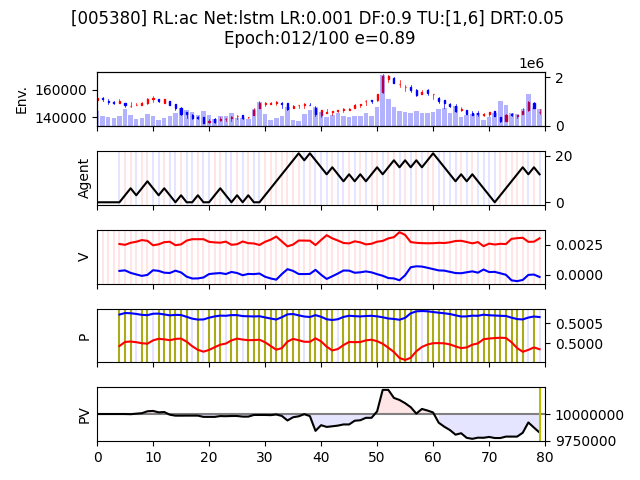 [005380] RL:ac Net:lstm LR:0.001 DF:0.9 TU:[1,6] DRT:0.05
Epoch:012/100 e=0.89
1e6
Env.
160000
140000
2
0
Agent
20
0
V
0.0025
0.0000
P
0.5005
0.5000
PV
10000000
9750000
0 10 20 30 40 50 60 70 80